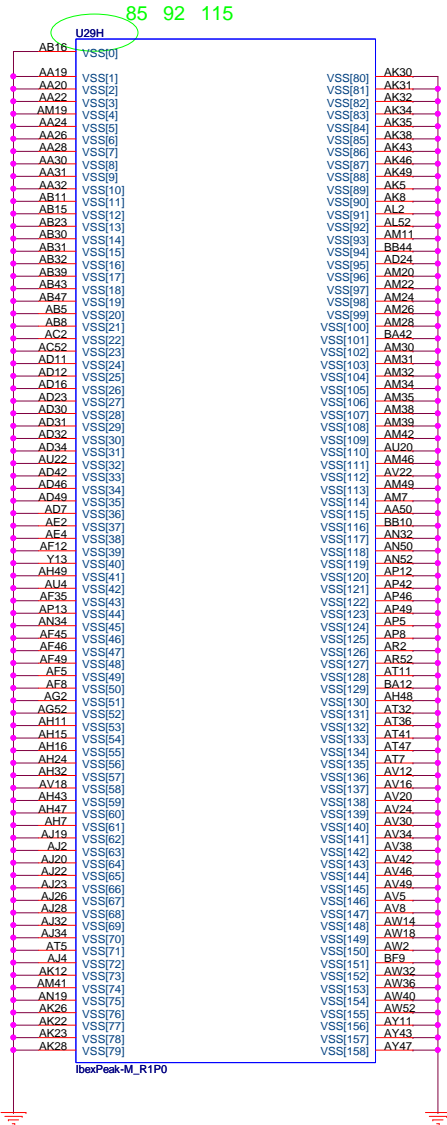 85 92 115
U29H
AB16 VSS[0]
AA19 VSS[1] VSS[80] AK30
AA20 VSS[2] VSS[81] AK31
AA22 VSS[3] VSS[82] AK32
AM19 VSS[4] VSS[83] AK34
AA24 VSS[5] VSS[84] AK35
AA26 VSS[6] VSS[85] AK38
AA28 VSS[7] VSS[86] AK43
AA30 VSS[8] VSS[87] AK46
AA31 VSS[9] VSS[88] AK49
AA32 VSS[10] VSS[89] AK5
AB11 VSS[11] VSS[90] AK8
AB15 VSS[12] VSS[91] AL2
AB23 VSS[13] VSS[92] AL52
AB30 VSS[14] VSS[93] AM11
AB31 VSS[15] VSS[94] BB44
AB32 VSS[16] VSS[95] AD24
AB39 VSS[17] VSS[96] AM20
AB43 VSS[18] VSS[97] AM22
AB47 VSS[19] VSS[98] AM24
AB5 VSS[20] VSS[99] AM26
AB8 VSS[21] VSS[100] AM28
AC2 VSS[22] VSS[101] BA42
AC52 VSS[23] VSS[102] AM30
AD11 VSS[24] VSS[103] AM31
AD12 VSS[25] VSS[104] AM32
AD16 VSS[26] VSS[105] AM34
AD23 VSS[27] VSS[106] AM35
AD30 VSS[28] VSS[107] AM38
AD31 VSS[29] VSS[108] AM39
AD32 VSS[30] VSS[109] AM42
AD34 VSS[31] VSS[110] AU20
AU22 VSS[32] VSS[111] AM46
AD42 VSS[33] VSS[112] AV22
AD46 VSS[34] VSS[113] AM49
AD49 VSS[35] VSS[114] AM7
AD7 VSS[36] VSS[115] AA50
AE2 VSS[37] VSS[116] BB10
AE4 VSS[38] VSS[117] AN32
AF12 VSS[39] VSS[118] AN50
Y13 VSS[40] VSS[119] AN52
AH49 VSS[41] VSS[120] AP12
AU4 VSS[42] VSS[121] AP42
AF35 VSS[43] VSS[122] AP46
AP13 VSS[44] VSS[123] AP49
AN34 VSS[45] VSS[124] AP5
AF45 VSS[46] VSS[125] AP8
AF46 VSS[47] VSS[126] AR2
AF49 VSS[48] VSS[127] AR52
AF5 VSS[49] VSS[128] AT11
AF8 VSS[50] VSS[129] BA12
AG2 VSS[51] VSS[130] AH48
AG52 VSS[52] VSS[131] AT32
AH11 VSS[53] VSS[132] AT36
AH15 VSS[54] VSS[133] AT41
AH16 VSS[55] VSS[134] AT47
AH24 VSS[56] VSS[135] AT7
AH32 VSS[57] VSS[136] AV12
AV18 VSS[58] VSS[137] AV16
AH43 VSS[59] VSS[138] AV20
AH47 VSS[60] VSS[139] AV24
AH7 VSS[61] VSS[140] AV30
AJ19 VSS[62] VSS[141] AV34
AJ2 VSS[63] VSS[142] AV38
AJ20 VSS[64] VSS[143] AV42
AJ22 VSS[65] VSS[144] AV46
AJ23 VSS[66] VSS[145] AV49
AJ26 VSS[67] VSS[146] AV5
AJ28 VSS[68] VSS[147] AV8
AJ32 VSS[69] VSS[148] AW14
AJ34 VSS[70] VSS[149] AW18
AT5 VSS[71] VSS[150] AW2
AJ4 VSS[72] VSS[151] BF9
AK12 VSS[73] VSS[152] AW32
AM41 VSS[74] VSS[153] AW36
AN19 VSS[75] VSS[154] AW40
AK26 VSS[76] VSS[155] AW52
AK22 VSS[77] VSS[156] AY11
AK23 VSS[78] VSS[157] AY43
AK28 VSS[79] VSS[158] AY47
IbexPeak-M_R1P0